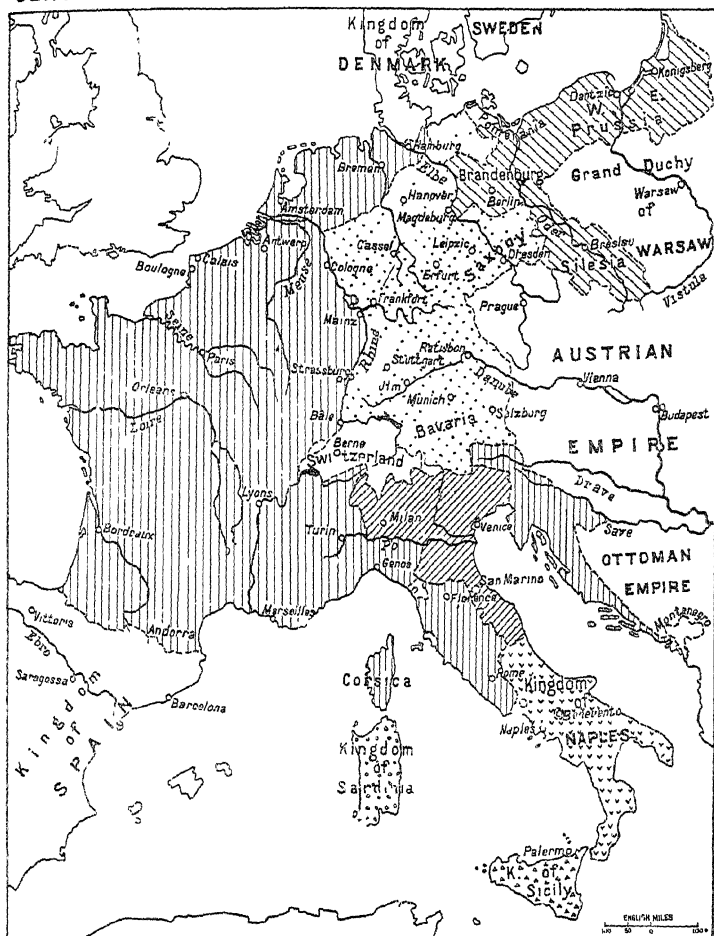 Kingdom
of
DENMARK
SWEDEN
Konigsberg
Dantzic
W.
E.
Prussia
Pomerania
Hamburg
Bremen
Elbe
Brandenburg
Berlin
Grand Duchy
of
WARSAW
Warsaw
Hanover
Magdeburg
Amsterdam
Antwerp
Cassel
Leipzic
Saxony
Oder
Breslau
Dresden
Silesia
Erfurt
Calais
Boulogne
Meuse
Cologne
Frankfort
Mainz
Prague
Vistula
Seine
Paris
Rhine
Ratisbon
Stuttgart
Strassburg
Ulm
Munich
Danube
Vienna
AUSTRIAN
EMPIRE
Orleans
Loire
Bâle
Bavaria
Salzburg
Budapest
Berne
Switzerland
Drave
Lyons
Milan
Venice
Save
Turin
Po
Bordeaux
Genoa
San Marino
OTTOMAN
EMPIRE
Florence
Montenegro
Marseilles
Vittoria
Andorra
Ebro
Saragossa
Barcelona
Kingdom
of
SPAIN
Corsica
Rome
Kingdom
of
NAPLES
Benevento
Naples
Kingdom
of
Sardinia
Palermo
K. of
Sicily
ENGLISH MILES
100 50 0 100